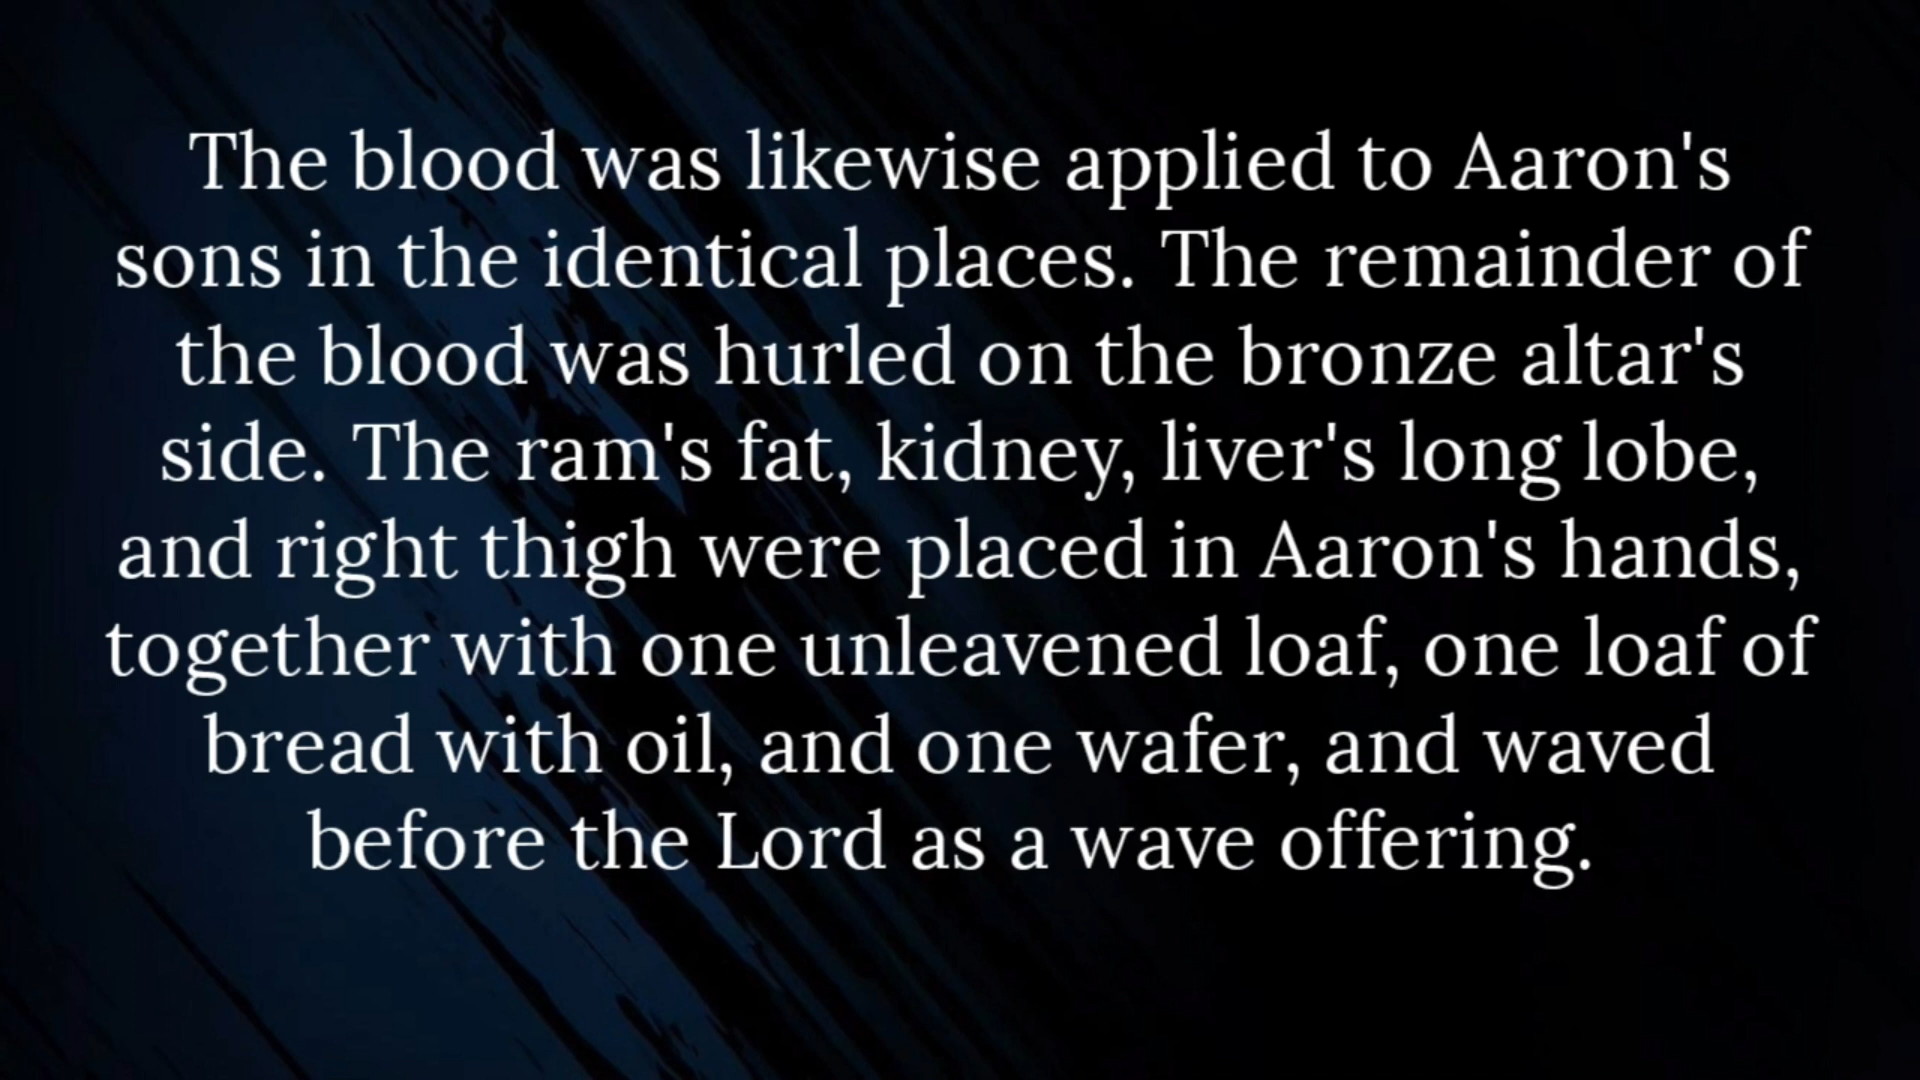 The blood was likewise applied to Aaron's
sons in the identical places. The remainder of
the blood was hurled on the bronze altar's
side. The ram's fat, kidney, liver's long lobe,
and right thigh were placed in Aaron's hands,
together with one unleavened loaf, one loaf of
bread with oil, and one wafer, and waved
before the Lord as a wave offering.